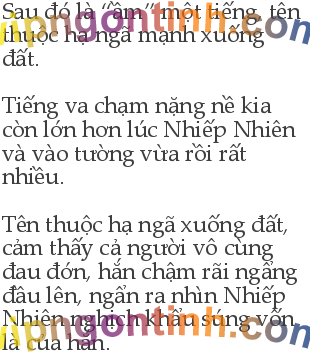 Sau đó là “ầm” một tiếng, tên
thuộc hạ ngã mạnh xuống
đất.
Tiếng va chạm nặng nề kia
còn lớn hơn lúc Nhiếp Nhiên
và vào tường vừa rồi rất
nhiều.
Tên thuộc hạ ngã xuống đất,
cảm thấy cả người vô cùng
đau đớn, hắn chậm rãi ngẩng
đầu lên, ngẩn ra nhìn Nhiếp
Nhiên nghịch khẩu súng vốn
là của hắn.
vipngontinh.com
vipngontinh.com